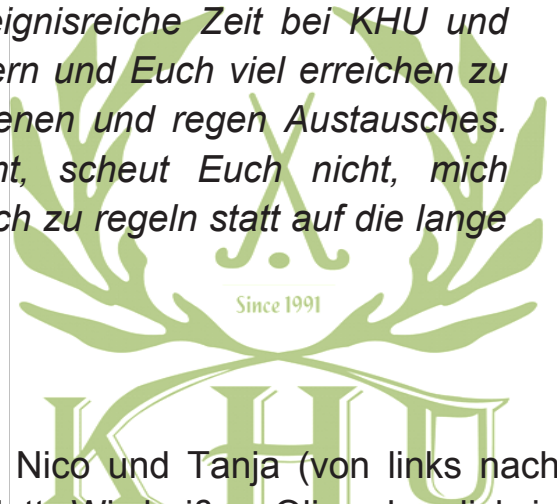 eignisreiche Zeit bei KHU und
ern und Euch viel erreichen zu
enen und regen Austausches.
nt, scheut Euch nicht, mich
ch zu regeln statt auf die lange
Since 1991
KHU
Nico und Tanja (von links nach